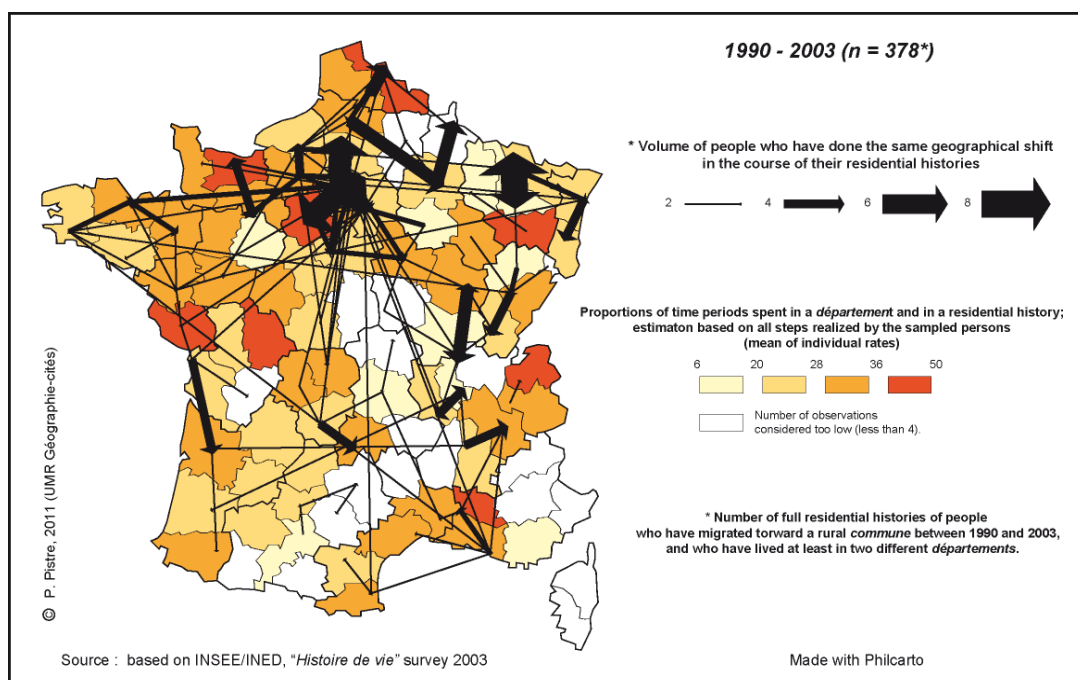 1990 - 2003 (n = 378*)
* Volume of people who have done the same geographical shift
in the course of their residential histories
2 4 6 8
Proportions of time periods spent in a département and in a residential history;
estimaton based on all steps realized by the sampled persons
(mean of individual rates)
6 20 28 36 50
Number of observations
considered too low (less than 4).
* Number of full residential histories of people
who have migrated toward a rural commune between 1990 and 2003,
and who have lived at least in two different départements.
© P. Pistre, 2011 (UMR Géographie-cités)
Source : based on INSEE/INED, "Histoire de vie" survey 2003
Made with Philcarto